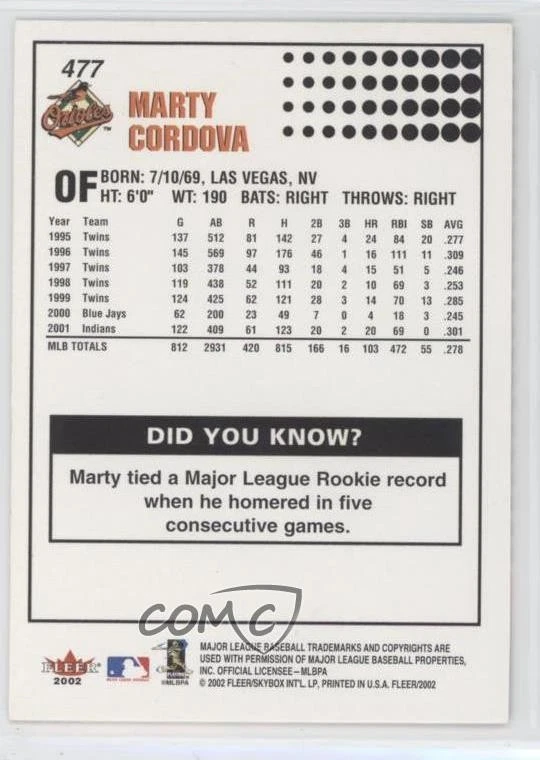 477
Orioles
TM
MARTY
CORDOVA
OF BORN: 7/10/69, LAS VEGAS, NV
HT: 6'0" WT: 190 BATS: RIGHT THROWS: RIGHT
Year Team G AB R H 2B 3B HR RBI SB AVG
1995 Twins 137 512 81 142 27 4 24 84 20 .277
1996 Twins 145 569 97 176 46 1 16 111 11 .309
1997 Twins 103 378 44 93 18 4 15 51 5 .246
1998 Twins 119 438 52 111 20 2 10 69 3 .253
1999 Twins 124 425 62 121 28 3 14 70 13 .285
2000 Blue Jays 62 200 23 49 7 0 4 18 3 .245
2001 Indians 122 409 61 123 20 2 20 69 0 .301
MLB TOTALS 812 2931 420 815 166 16 103 472 55 .278
DID YOU KNOW?
Marty tied a Major League Rookie record
when he homered in five
consecutive games.
COMC
MAJOR LEAGUE BASEBALL TRADEMARKS AND COPYRIGHTS ARE
USED WITH PERMISSION OF MAJOR LEAGUE BASEBALL PROPERTIES,
INC. OFFICIAL LICENSEE–MLBPA
© 2002 FLEER/SKYBOX INT'L. LP, PRINTED IN U.S.A. FLEER/2002
FLEER
2002
©MLBPA